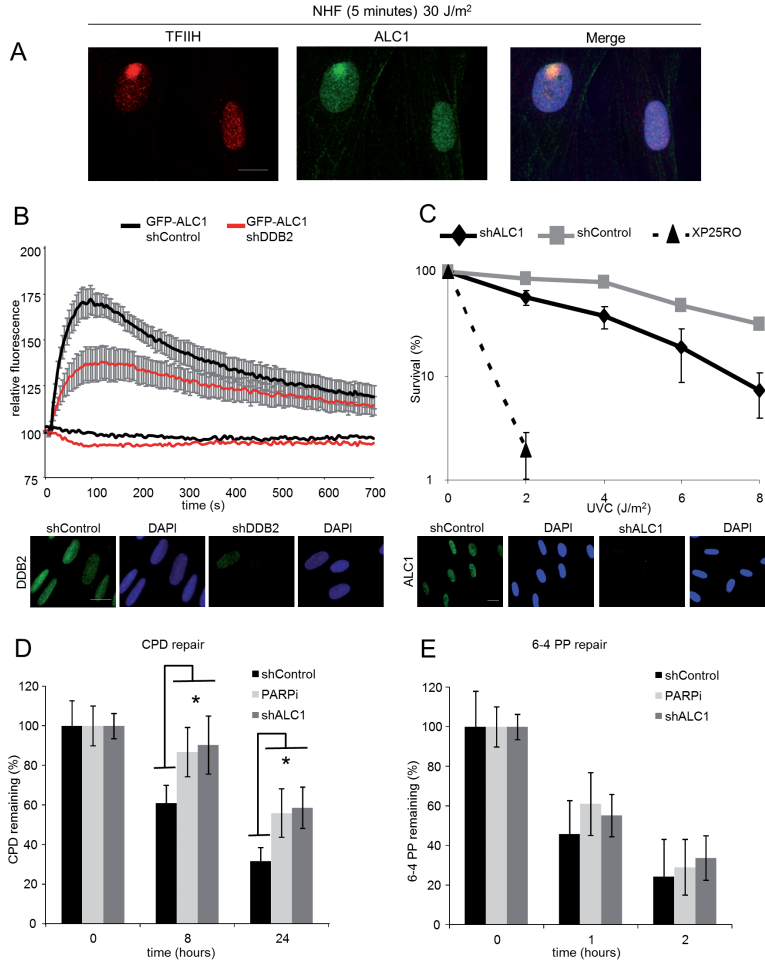 NHF (5 minutes) 30 J/m²
TFIIH
ALC1
Merge
A
B
GFP-ALC1
shControl
GFP-ALC1
shDDB2
200
175
150
125
100
75
relative fluorescence
0
100
200
300
400
500
600
700
time (s)
C
shALC1
shControl
XP25RO
100
10
1
Survival (%)
0
2
4
6
8
UVC (J/m²)
shControl
DAPI
shDDB2
DAPI
DDB2
shControl
DAPI
shALC1
DAPI
ALC1
D
CPD repair
shControl
PARPi
shALC1
120
100
80
60
40
20
0
CPD remaining (%)
*
*
0
8
24
time (hours)
E
6-4 PP repair
shControl
PARPi
shALC1
120
100
80
60
40
20
0
6-4 PP remaining (%)
0
1
2
time (hours)